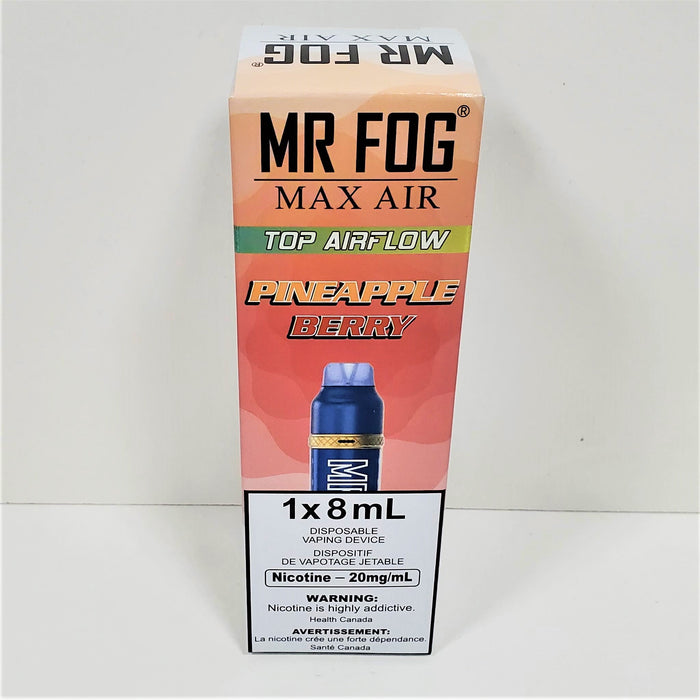 MR FOG®
MAX AIR
MR FOG®
MAX AIR
TOP AIRFLOW
PINEAPPLE
BERRY
MR
1x8mL
DISPOSABLE
VAPING DEVICE
DISPOSITIF
DE VAPOTAGE JETABLE
Nicotine – 20mg/mL
WARNING:
Nicotine is highly addictive.
Health Canada
AVERTISSEMENT:
La nicotine crée une forte dépendance.
Santé Canada